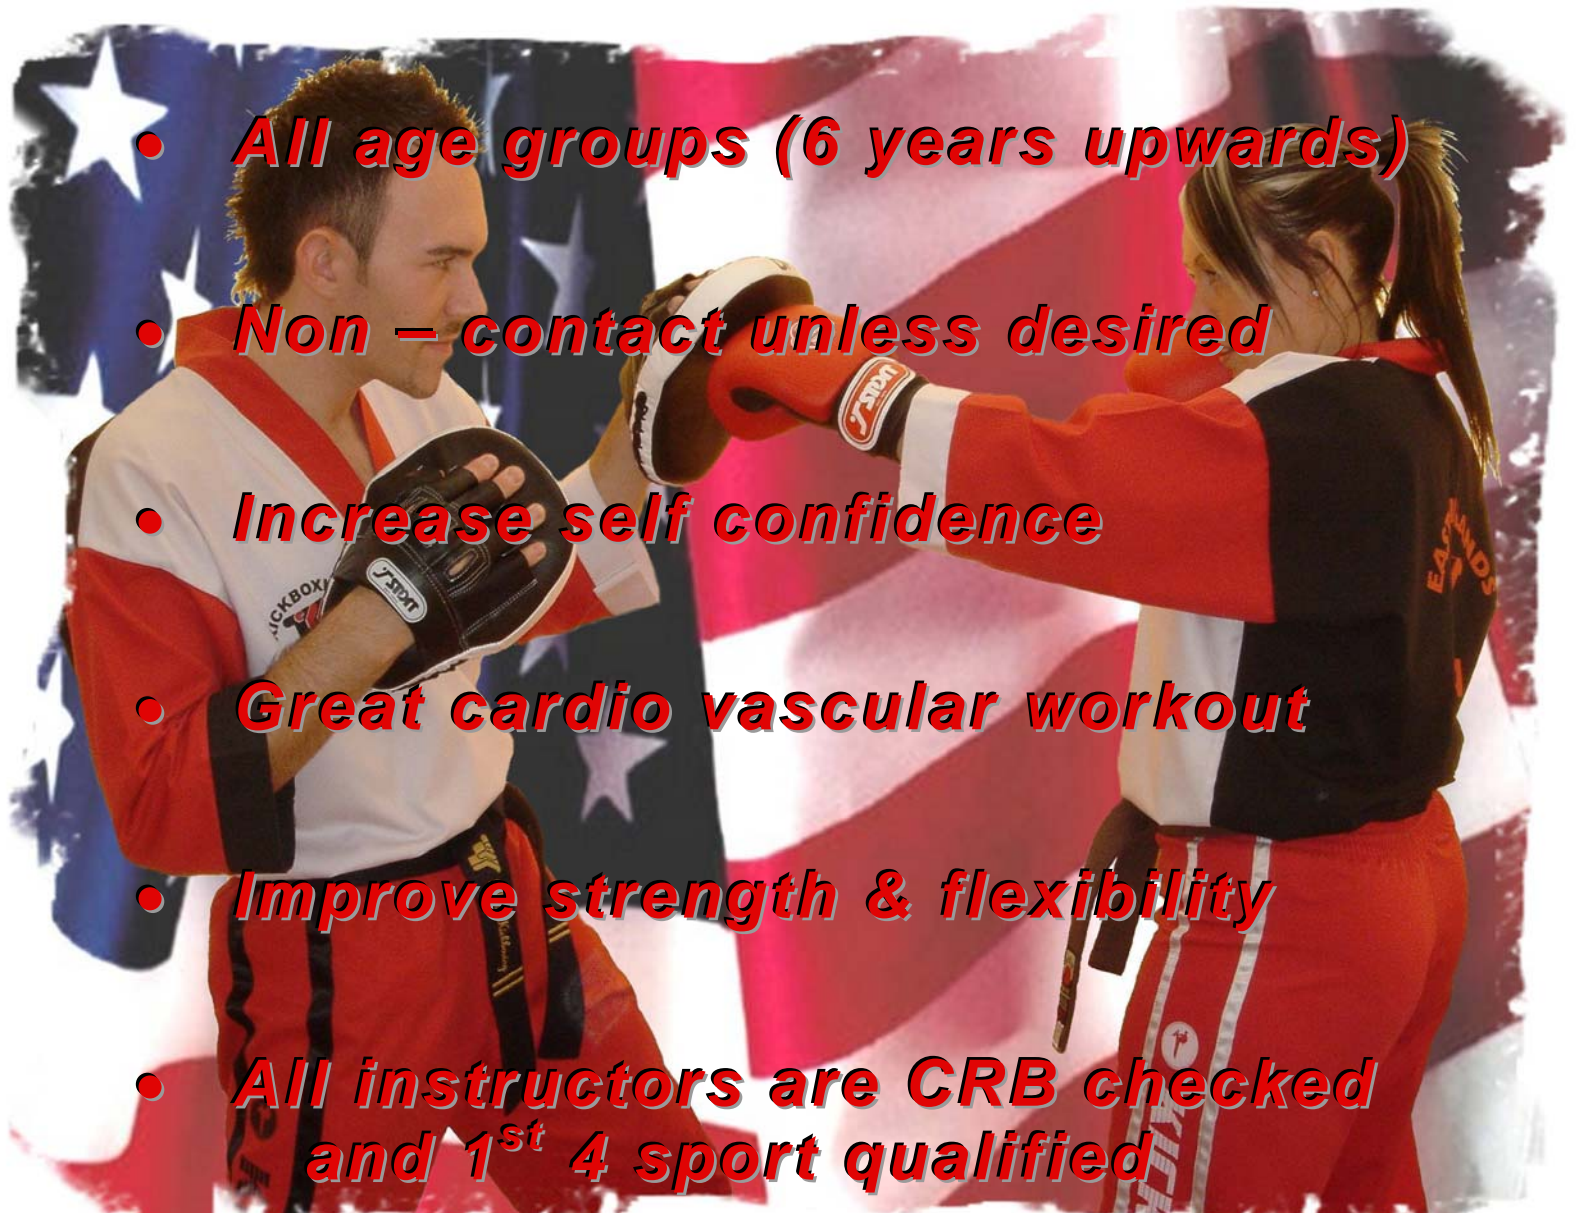 • All age groups (6 years upwards)
• Non – contact unless desired
• Increase self confidence
• Great cardio vascular workout
• Improve strength & flexibility
• All instructors are CRB checked
and 1st 4 sport qualified
KICK